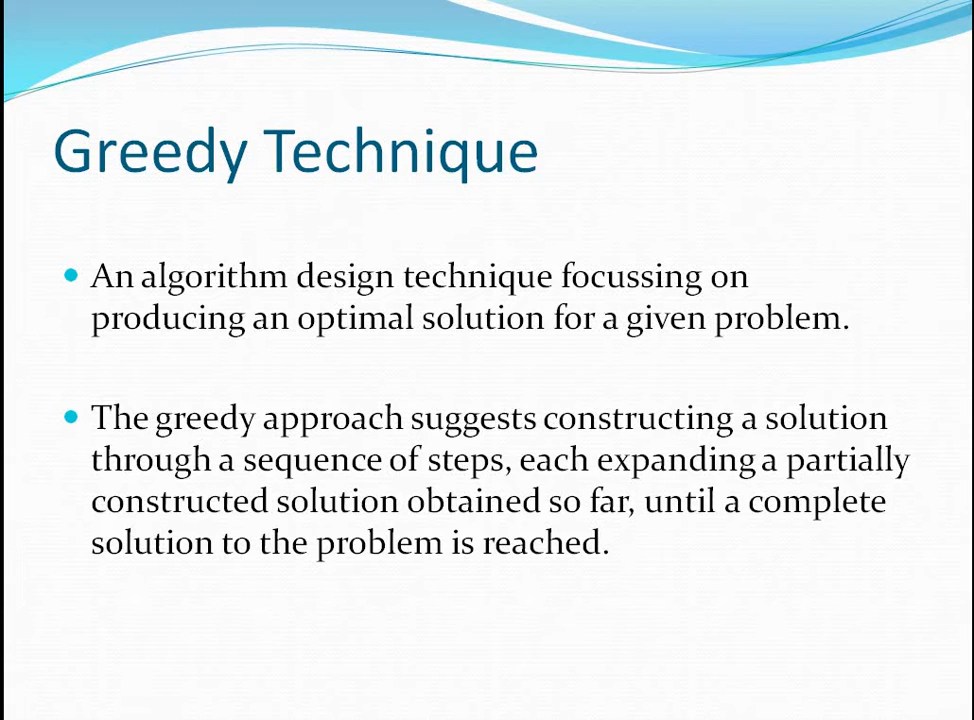 Greedy Technique
An algorithm design technique focussing on
producing an optimal solution for a given problem.
The greedy approach suggests constructing a solution
through a sequence of steps, each expanding a partially
constructed solution obtained so far, until a complete
solution to the problem is reached.